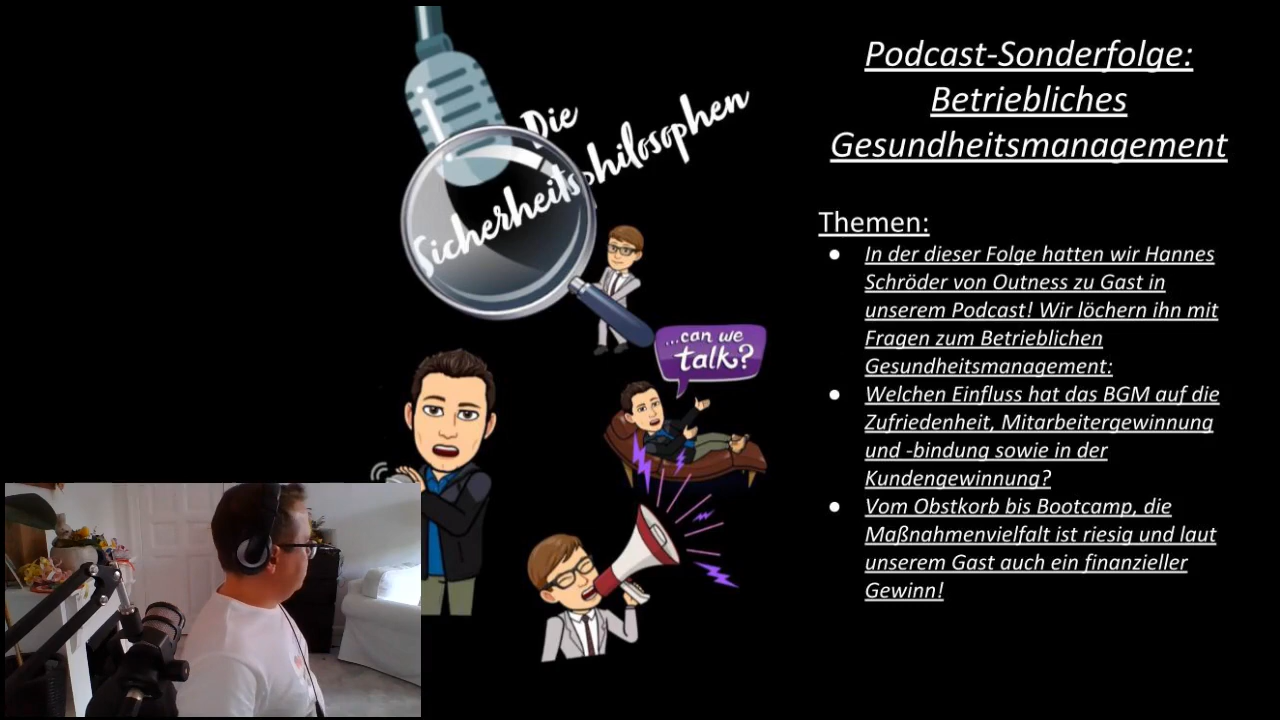 Die
Sicherheitsphilosophen
...can we
talk?
Podcast-Sonderfolge:
Betriebliches
Gesundheitsmanagement
Themen:
● In der dieser Folge hatten wir Hannes
Schröder von Outness zu Gast in
unserem Podcast! Wir löchern ihn mit
Fragen zum Betrieblichen
Gesundheitsmanagement:
● Welchen Einfluss hat das BGM auf die
Zufriedenheit, Mitarbeitergewinnung
und -bindung sowie in der
Kundengewinnung?
● Vom Obstkorb bis Bootcamp, die
Maßnahmenvielfalt ist riesig und laut
unserem Gast auch ein finanzieller
Gewinn!